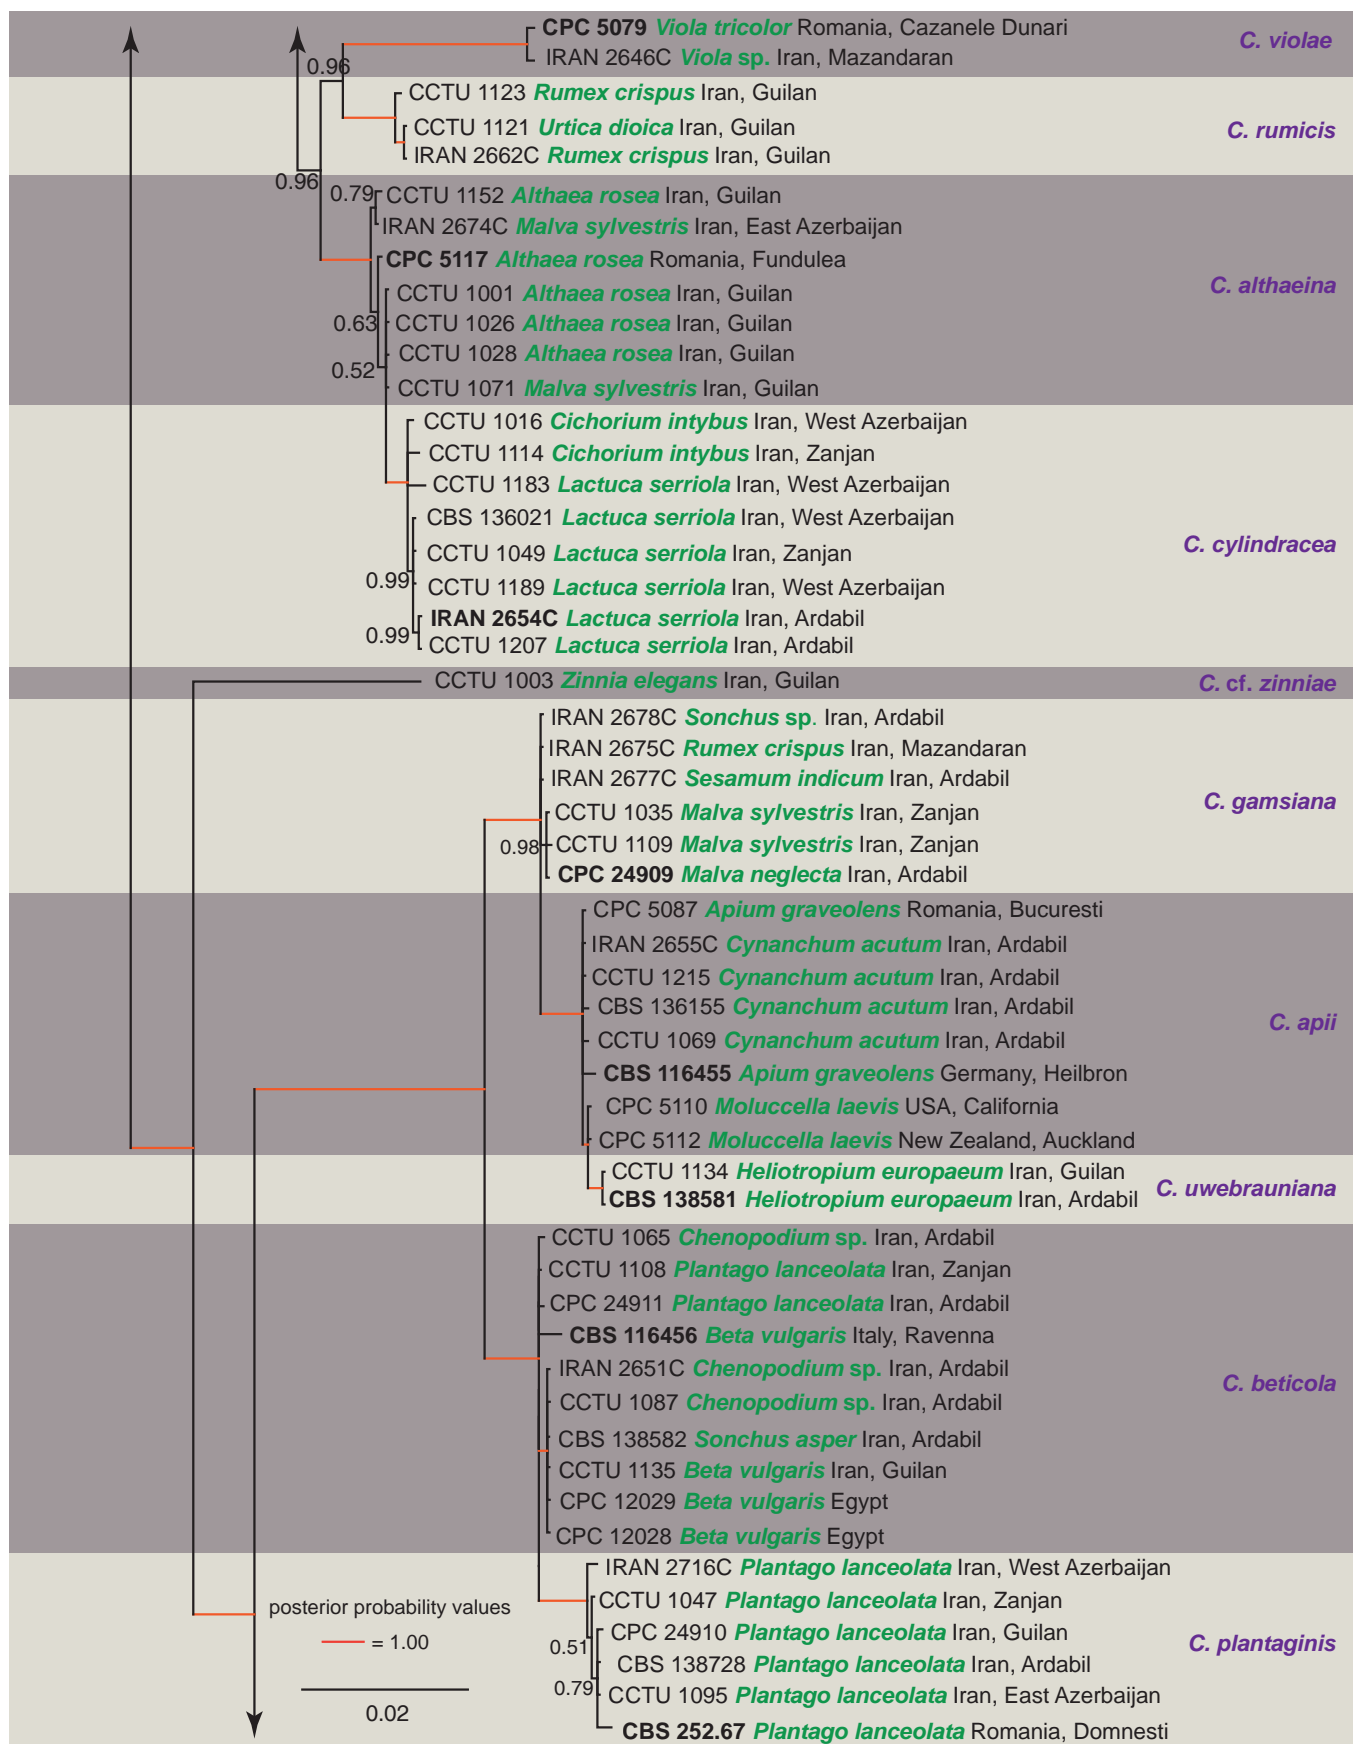 CPC 5079 Viola tricolor Romania, Cazanele Dunari
C. violae
IRAN 2646C Viola sp. Iran, Mazandaran
0.96
CCTU 1123 Rumex crispus Iran, Guilan
CCTU 1121 Urtica dioica Iran, Guilan
C. rumicis
IRAN 2662C Rumex crispus Iran, Guilan
0.96
0.79
CCTU 1152 Althaea rosea Iran, Guilan
IRAN 2674C Malva sylvestris Iran, East Azerbaijan
CPC 5117 Althaea rosea Romania, Fundulea
C. althaeina
CCTU 1001 Althaea rosea Iran, Guilan
0.63
CCTU 1026 Althaea rosea Iran, Guilan
CCTU 1028 Althaea rosea Iran, Guilan
0.52
CCTU 1071 Malva sylvestris Iran, Guilan
CCTU 1016 Cichorium intybus Iran, West Azerbaijan
CCTU 1114 Cichorium intybus Iran, Zanjan
CCTU 1183 Lactuca serriola Iran, West Azerbaijan
CBS 136021 Lactuca serriola Iran, West Azerbaijan
C. cylindracea
CCTU 1049 Lactuca serriola Iran, Zanjan
0.99
CCTU 1189 Lactuca serriola Iran, West Azerbaijan
IRAN 2654C Lactuca serriola Iran, Ardabil
0.99
CCTU 1207 Lactuca serriola Iran, Ardabil
CCTU 1003 Zinnia elegans Iran, Guilan
C. cf. zinniae
IRAN 2678C Sonchus sp. Iran, Ardabil
IRAN 2675C Rumex crispus Iran, Mazandaran
IRAN 2677C Sesamum indicum Iran, Ardabil
C. gamsiana
CCTU 1035 Malva sylvestris Iran, Zanjan
0.98
CCTU 1109 Malva sylvestris Iran, Zanjan
CPC 24909 Malva neglecta Iran, Ardabil
CPC 5087 Apium graveolens Romania, Bucuresti
IRAN 2655C Cynanchum acutum Iran, Ardabil
CCTU 1215 Cynanchum acutum Iran, Ardabil
CBS 136155 Cynanchum acutum Iran, Ardabil
C. apii
CCTU 1069 Cynanchum acutum Iran, Ardabil
CBS 116455 Apium graveolens Germany, Heilbron
CPC 5110 Moluccella laevis USA, California
CPC 5112 Moluccella laevis New Zealand, Auckland
CCTU 1134 Heliotropium europaeum Iran, Guilan
C. uwebrauniana
CBS 138581 Heliotropium europaeum Iran, Ardabil
CCTU 1065 Chenopodium sp. Iran, Ardabil
CCTU 1108 Plantago lanceolata Iran, Zanjan
CPC 24911 Plantago lanceolata Iran, Ardabil
CBS 116456 Beta vulgaris Italy, Ravenna
IRAN 2651C Chenopodium sp. Iran, Ardabil
C. beticola
CCTU 1087 Chenopodium sp. Iran, Ardabil
CBS 138582 Sonchus asper Iran, Ardabil
CCTU 1135 Beta vulgaris Iran, Guilan
CPC 12029 Beta vulgaris Egypt
CPC 12028 Beta vulgaris Egypt
IRAN 2716C Plantago lanceolata Iran, West Azerbaijan
CCTU 1047 Plantago lanceolata Iran, Zanjan
posterior probability values
CPC 24910 Plantago lanceolata Iran, Guilan
= 1.00
0.51
C. plantaginis
CBS 138728 Plantago lanceolata Iran, Ardabil
0.79
CCTU 1095 Plantago lanceolata Iran, East Azerbaijan
0.02
CBS 252.67 Plantago lanceolata Romania, Domnesti